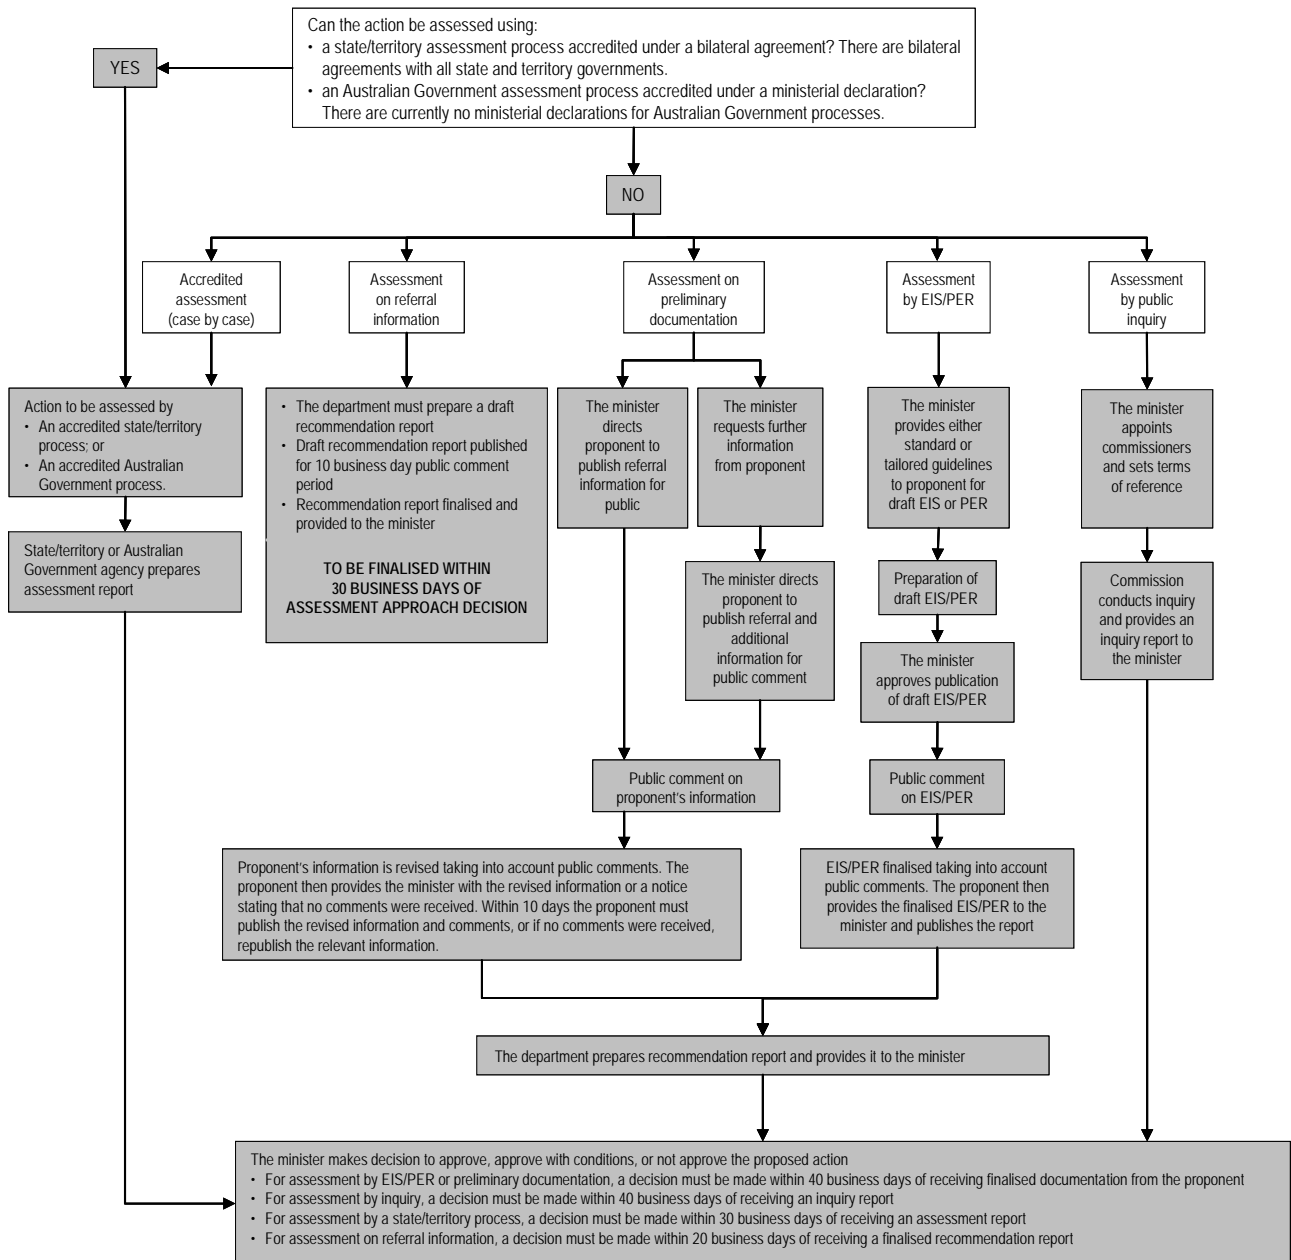 Can the action be assessed using:
• a state/territory assessment process accredited under a bilateral agreement? There are bilateral
agreements with all state and territory governments.
• an Australian Government assessment process accredited under a ministerial declaration?
There are currently no ministerial declarations for Australian Government processes.
YES
NO
Accredited
assessment
(case by case)
Assessment
on referral
information
Assessment on
preliminary
documentation
Assessment
by EIS/PER
Assessment
by public
inquiry
Action to be assessed by
• An accredited state/territory
process; or
• An accredited Australian
Government process.
• The department must prepare a draft
recommendation report
• Draft recommendation report published
for 10 business day public comment
period
• Recommendation report finalised and
provided to the minister
TO BE FINALISED WITHIN
30 BUSINESS DAYS OF
ASSESSMENT APPROACH DECISION
The minister
directs
proponent to
publish referral
information for
public
The minister
requests further
information
from proponent
The minister
provides either
standard or
tailored guidelines
to proponent for
draft EIS or PER
The minister
appoints
commissioners
and sets terms
of reference
State/territory or Australian
Government agency prepares
assessment report
The minister directs
proponent to
publish referral and
additional
information for
public comment
Preparation of
draft EIS/PER
Commission
conducts inquiry
and provides an
inquiry report to
the minister
The minister
approves publication
of draft EIS/PER
Public comment on
proponent's information
Public comment
on EIS/PER
Proponent's information is revised taking into account public comments. The
proponent then provides the minister with the revised information or a notice
stating that no comments were received. Within 10 days the proponent must
publish the revised information and comments, or if no comments were received,
republish the relevant information.
EIS/PER finalised taking into account
public comments. The proponent then
provides the finalised EIS/PER to the
minister and publishes the report
The department prepares recommendation report and provides it to the minister
The minister makes decision to approve, approve with conditions, or not approve the proposed action
• For assessment by EIS/PER or preliminary documentation, a decision must be made within 40 business days of receiving finalised documentation from the proponent
• For assessment by inquiry, a decision must be made within 40 business days of receiving an inquiry report
• For assessment by a state/territory process, a decision must be made within 30 business days of receiving an assessment report
• For assessment on referral information, a decision must be made within 20 business days of receiving a finalised recommendation report